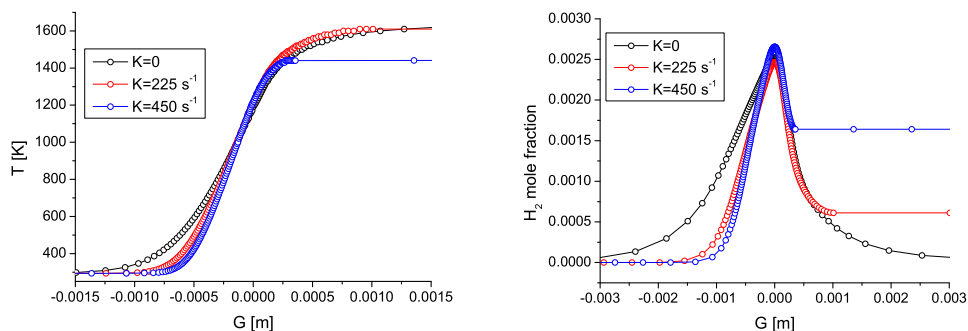 1600
1400
1200
1000
800
600
400
T [K]
K=0
K=225 s⁻¹
K=450 s⁻¹
-0.0015
-0.0010
-0.0005
0.0000
0.0005
0.0010
0.0015
G [m]
0.0030
0.0025
0.0020
0.0015
0.0010
0.0005
0.0000
H₂ mole fraction
K=0
K=225 s⁻¹
K=450 s⁻¹
-0.003
-0.002
-0.001
0.000
0.001
0.002
0.003
G [m]